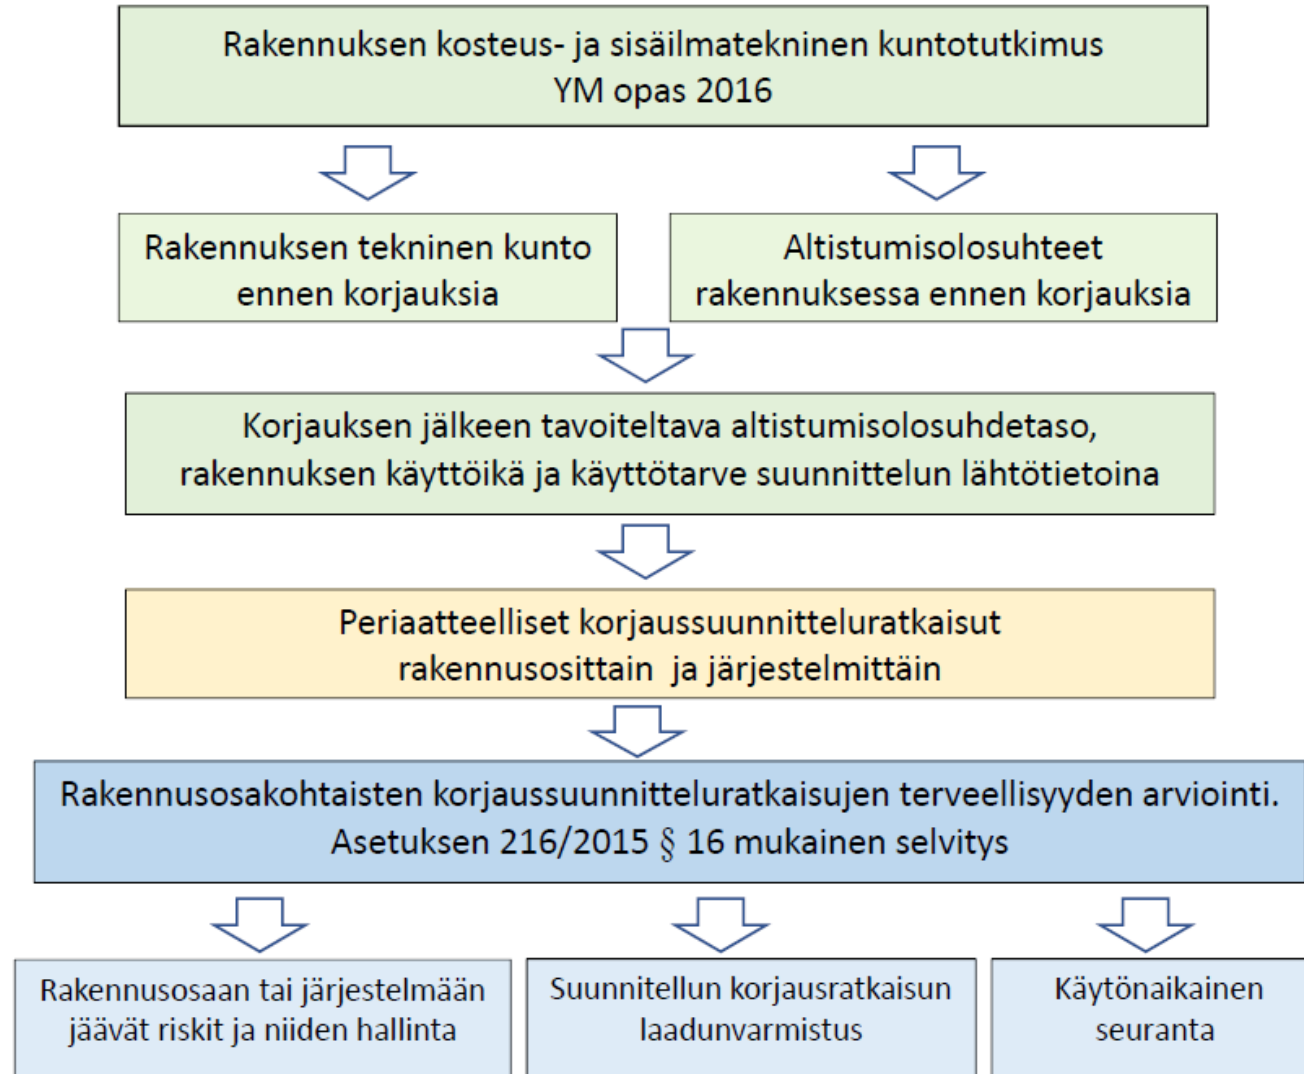 Rakennuksen kosteus- ja sisäilmatekninen kuntotutkimus
YM opas 2016
Rakennuksen tekninen kunto
ennen korjauksia
Altistumisolosuhteet
rakennuksessa ennen korjauksia
Korjauksen jälkeen tavoiteltava altistumisolosuhdetaso,
rakennuksen käyttöikä ja käyttötarve suunnittelun lähtötietoina
Periaatteelliset korjaussuunnitteluratkaisut
rakennusosittain ja järjestelmittäin
Rakennusosakohtaisten korjaussuunnitteluratkaisujen terveellisyyden arviointi.
Asetuksen 216/2015 § 16 mukainen selvitys
Rakennusosaan tai järjestelmään
jäävät riskit ja niiden hallinta
Suunnitellun korjausratkaisun
laadunvarmistus
Käytönaikainen
seuranta